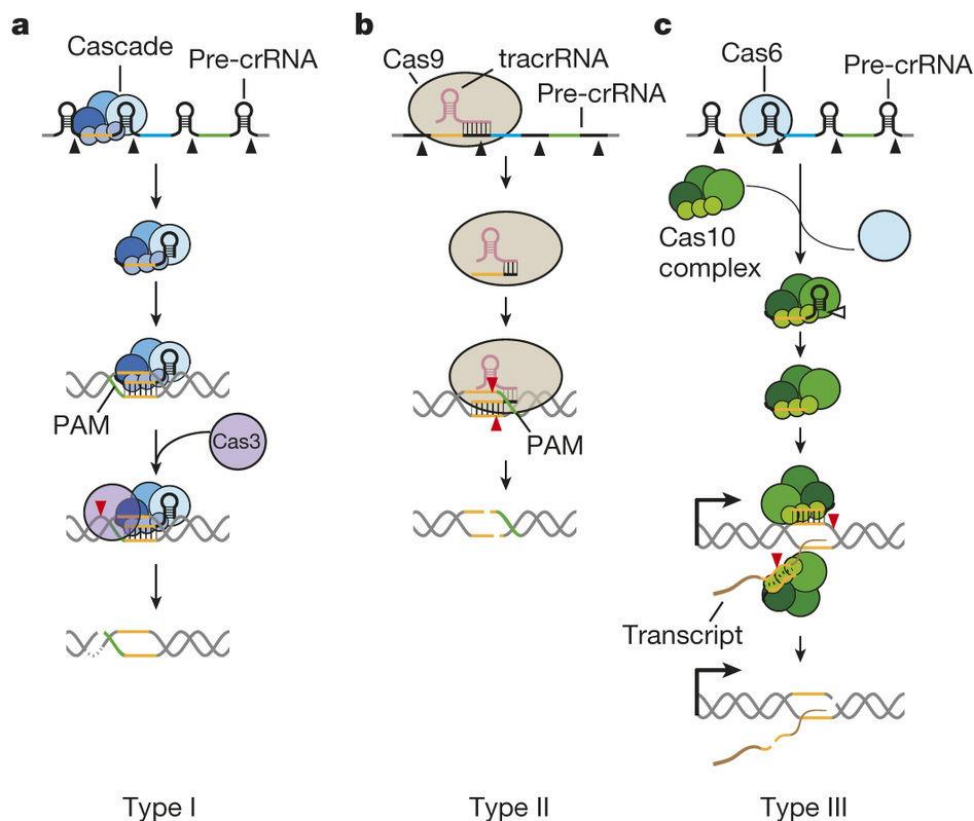 a
Cascade
Pre-crRNA
PAM
Cas3
Type I
b
Cas9
tracrRNA
Pre-crRNA
PAM
Type II
c
Cas6
Pre-crRNA
Cas10
complex
Transcript
Type III